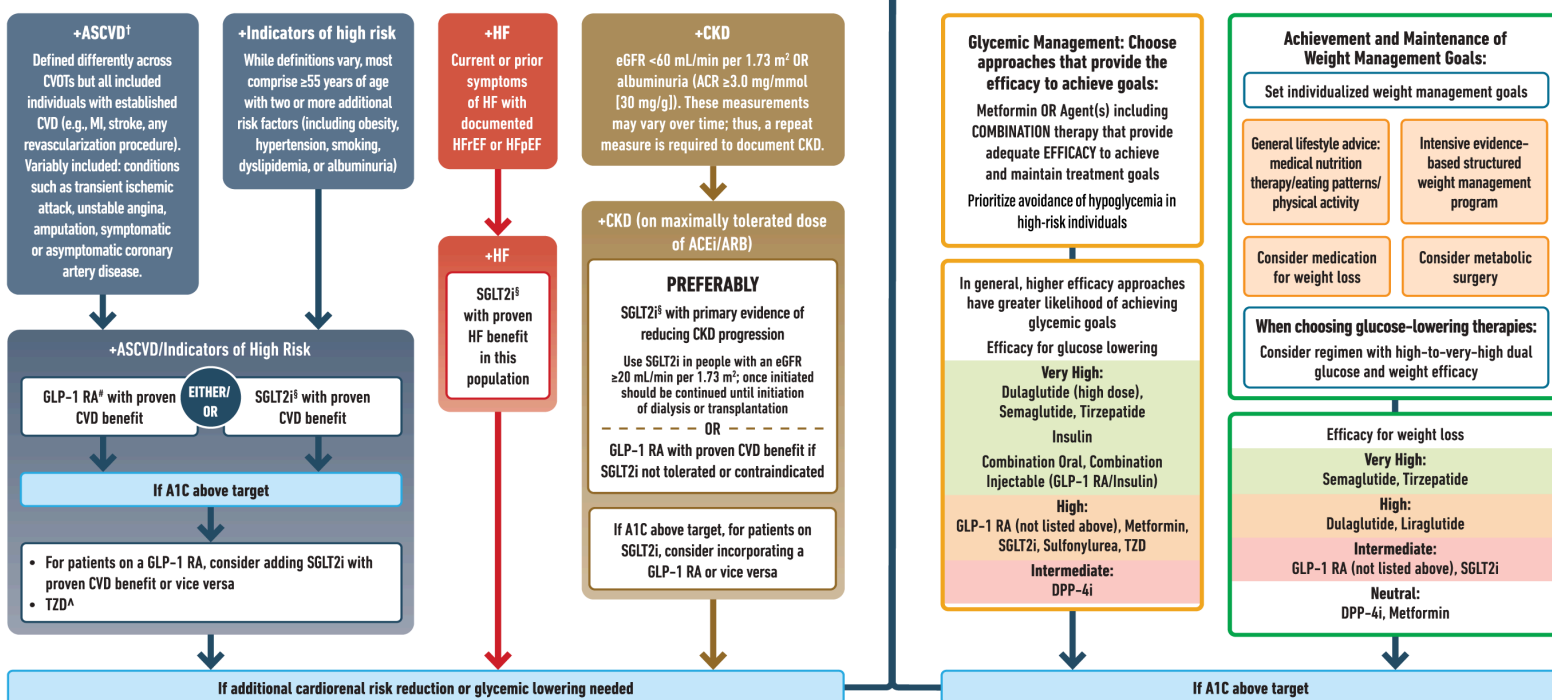 +ASCVD†
Defined differently across
CVOTs but all included
individuals with established
CVD (e.g., MI, stroke, any
revascularization procedure).
Variably included: conditions
such as transient ischemic
attack, unstable angina,
amputation, symptomatic
or asymptomatic coronary
artery disease.
+Indicators of high risk
While definitions vary, most
comprise ≥55 years of age
with two or more additional
risk factors (including obesity,
hypertension, smoking,
dyslipidemia, or albuminuria)
+ASCVD/Indicators of High Risk
GLP-1 RA# with proven
CVD benefit
EITHER/
OR
SGLT2i§ with proven
CVD benefit
If A1C above target
• For patients on a GLP-1 RA, consider adding SGLT2i with
proven CVD benefit or vice versa
• TZD^
+HF
Current or prior
symptoms
of HF with
documented
HFrEF or HFpEF
+HF
SGLT2i§
with proven
HF benefit
in this
population
+CKD
eGFR <60 mL/min per 1.73 m² OR
albuminuria (ACR ≥3.0 mg/mmol
[30 mg/g]). These measurements
may vary over time; thus, a repeat
measure is required to document CKD.
+CKD (on maximally tolerated dose
of ACEi/ARB)
PREFERABLY
SGLT2i§ with primary evidence of
reducing CKD progression
Use SGLT2i in people with an eGFR
≥20 mL/min per 1.73 m²; once initiated
should be continued until initiation
of dialysis or transplantation
OR
GLP-1 RA with proven CVD benefit if
SGLT2i not tolerated or contraindicated
If A1C above target, for patients on
SGLT2i, consider incorporating a
GLP-1 RA or vice versa
If additional cardiorenal risk reduction or glycemic lowering needed
Glycemic Management: Choose
approaches that provide the
efficacy to achieve goals:
Metformin OR Agent(s) including
COMBINATION therapy that provide
adequate EFFICACY to achieve
and maintain treatment goals
Prioritize avoidance of hypoglycemia in
high-risk individuals
In general, higher efficacy approaches
have greater likelihood of achieving
glycemic goals
Efficacy for glucose lowering
Very High:
Dulaglutide (high dose),
Semaglutide, Tirzepatide
Insulin
Combination Oral, Combination
Injectable (GLP-1 RA/Insulin)
High:
GLP-1 RA (not listed above), Metformin,
SGLT2i, Sulfonylurea, TZD
Intermediate:
DPP-4i
Achievement and Maintenance of
Weight Management Goals:
Set individualized weight management goals
General lifestyle advice:
medical nutrition
therapy/eating patterns/
physical activity
Intensive evidence-
based structured
weight management
program
Consider medication
for weight loss
Consider metabolic
surgery
When choosing glucose-lowering therapies:
Consider regimen with high-to-very-high dual
glucose and weight efficacy
Efficacy for weight loss
Very High:
Semaglutide, Tirzepatide
High:
Dulaglutide, Liraglutide
Intermediate:
GLP-1 RA (not listed above), SGLT2i
Neutral:
DPP-4i, Metformin
If A1C above target